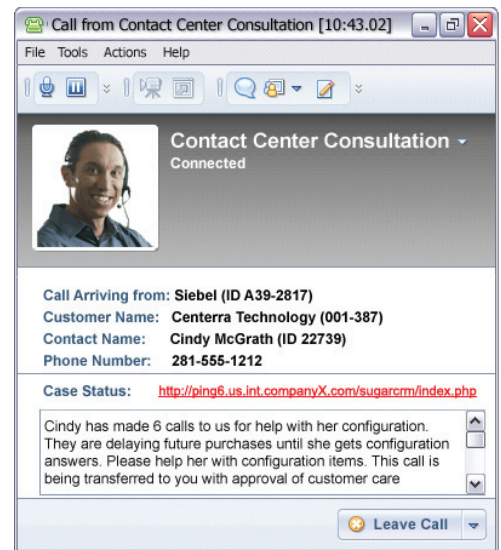 Call from Contact Center Consultation [10:43.02]
File Tools Actions Help
Contact Center Consultation
Connected
Call Arriving from: Siebel (ID A39-2817)
Customer Name: Centerra Technology (001-387)
Contact Name: Cindy McGrath (ID 22739)
Phone Number: 281-555-1212
Case Status: http://ping6.us.int.companyX.com/sugarcrm/index.php
Cindy has made 6 calls to us for help with her configuration.
They are delaying future purchases until she gets configuration
answers. Please help her with configuration items. This call is
being transferred to you with approval of customer care
Leave Call